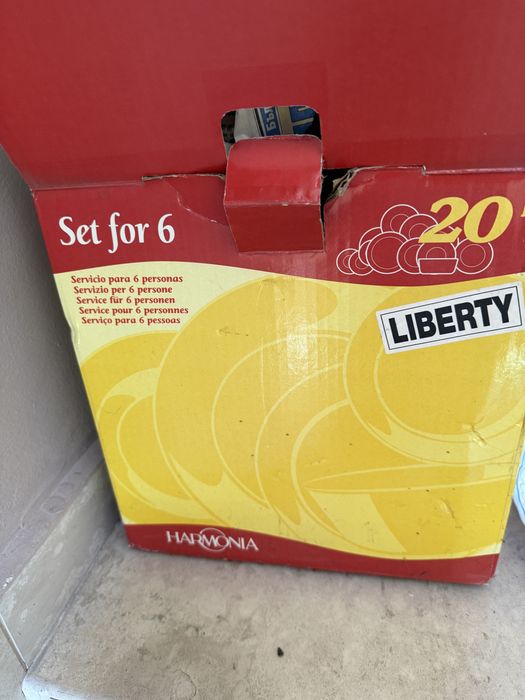 БЪЛ
Set for 6
20
Servicio para 6 personas
Servizio per 6 persone
Service für 6 personen
Service pour 6 personnes
Serviço para 6 pessoas
LIBERTY
HARMONIA